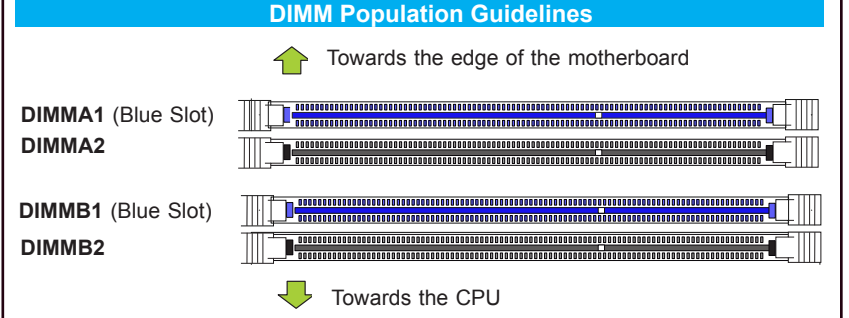 DIMM Population Guidelines
Towards the edge of the motherboard
DIMMA1 (Blue Slot)
DIMMA2
DIMMB1 (Blue Slot)
DIMMB2
Towards the CPU